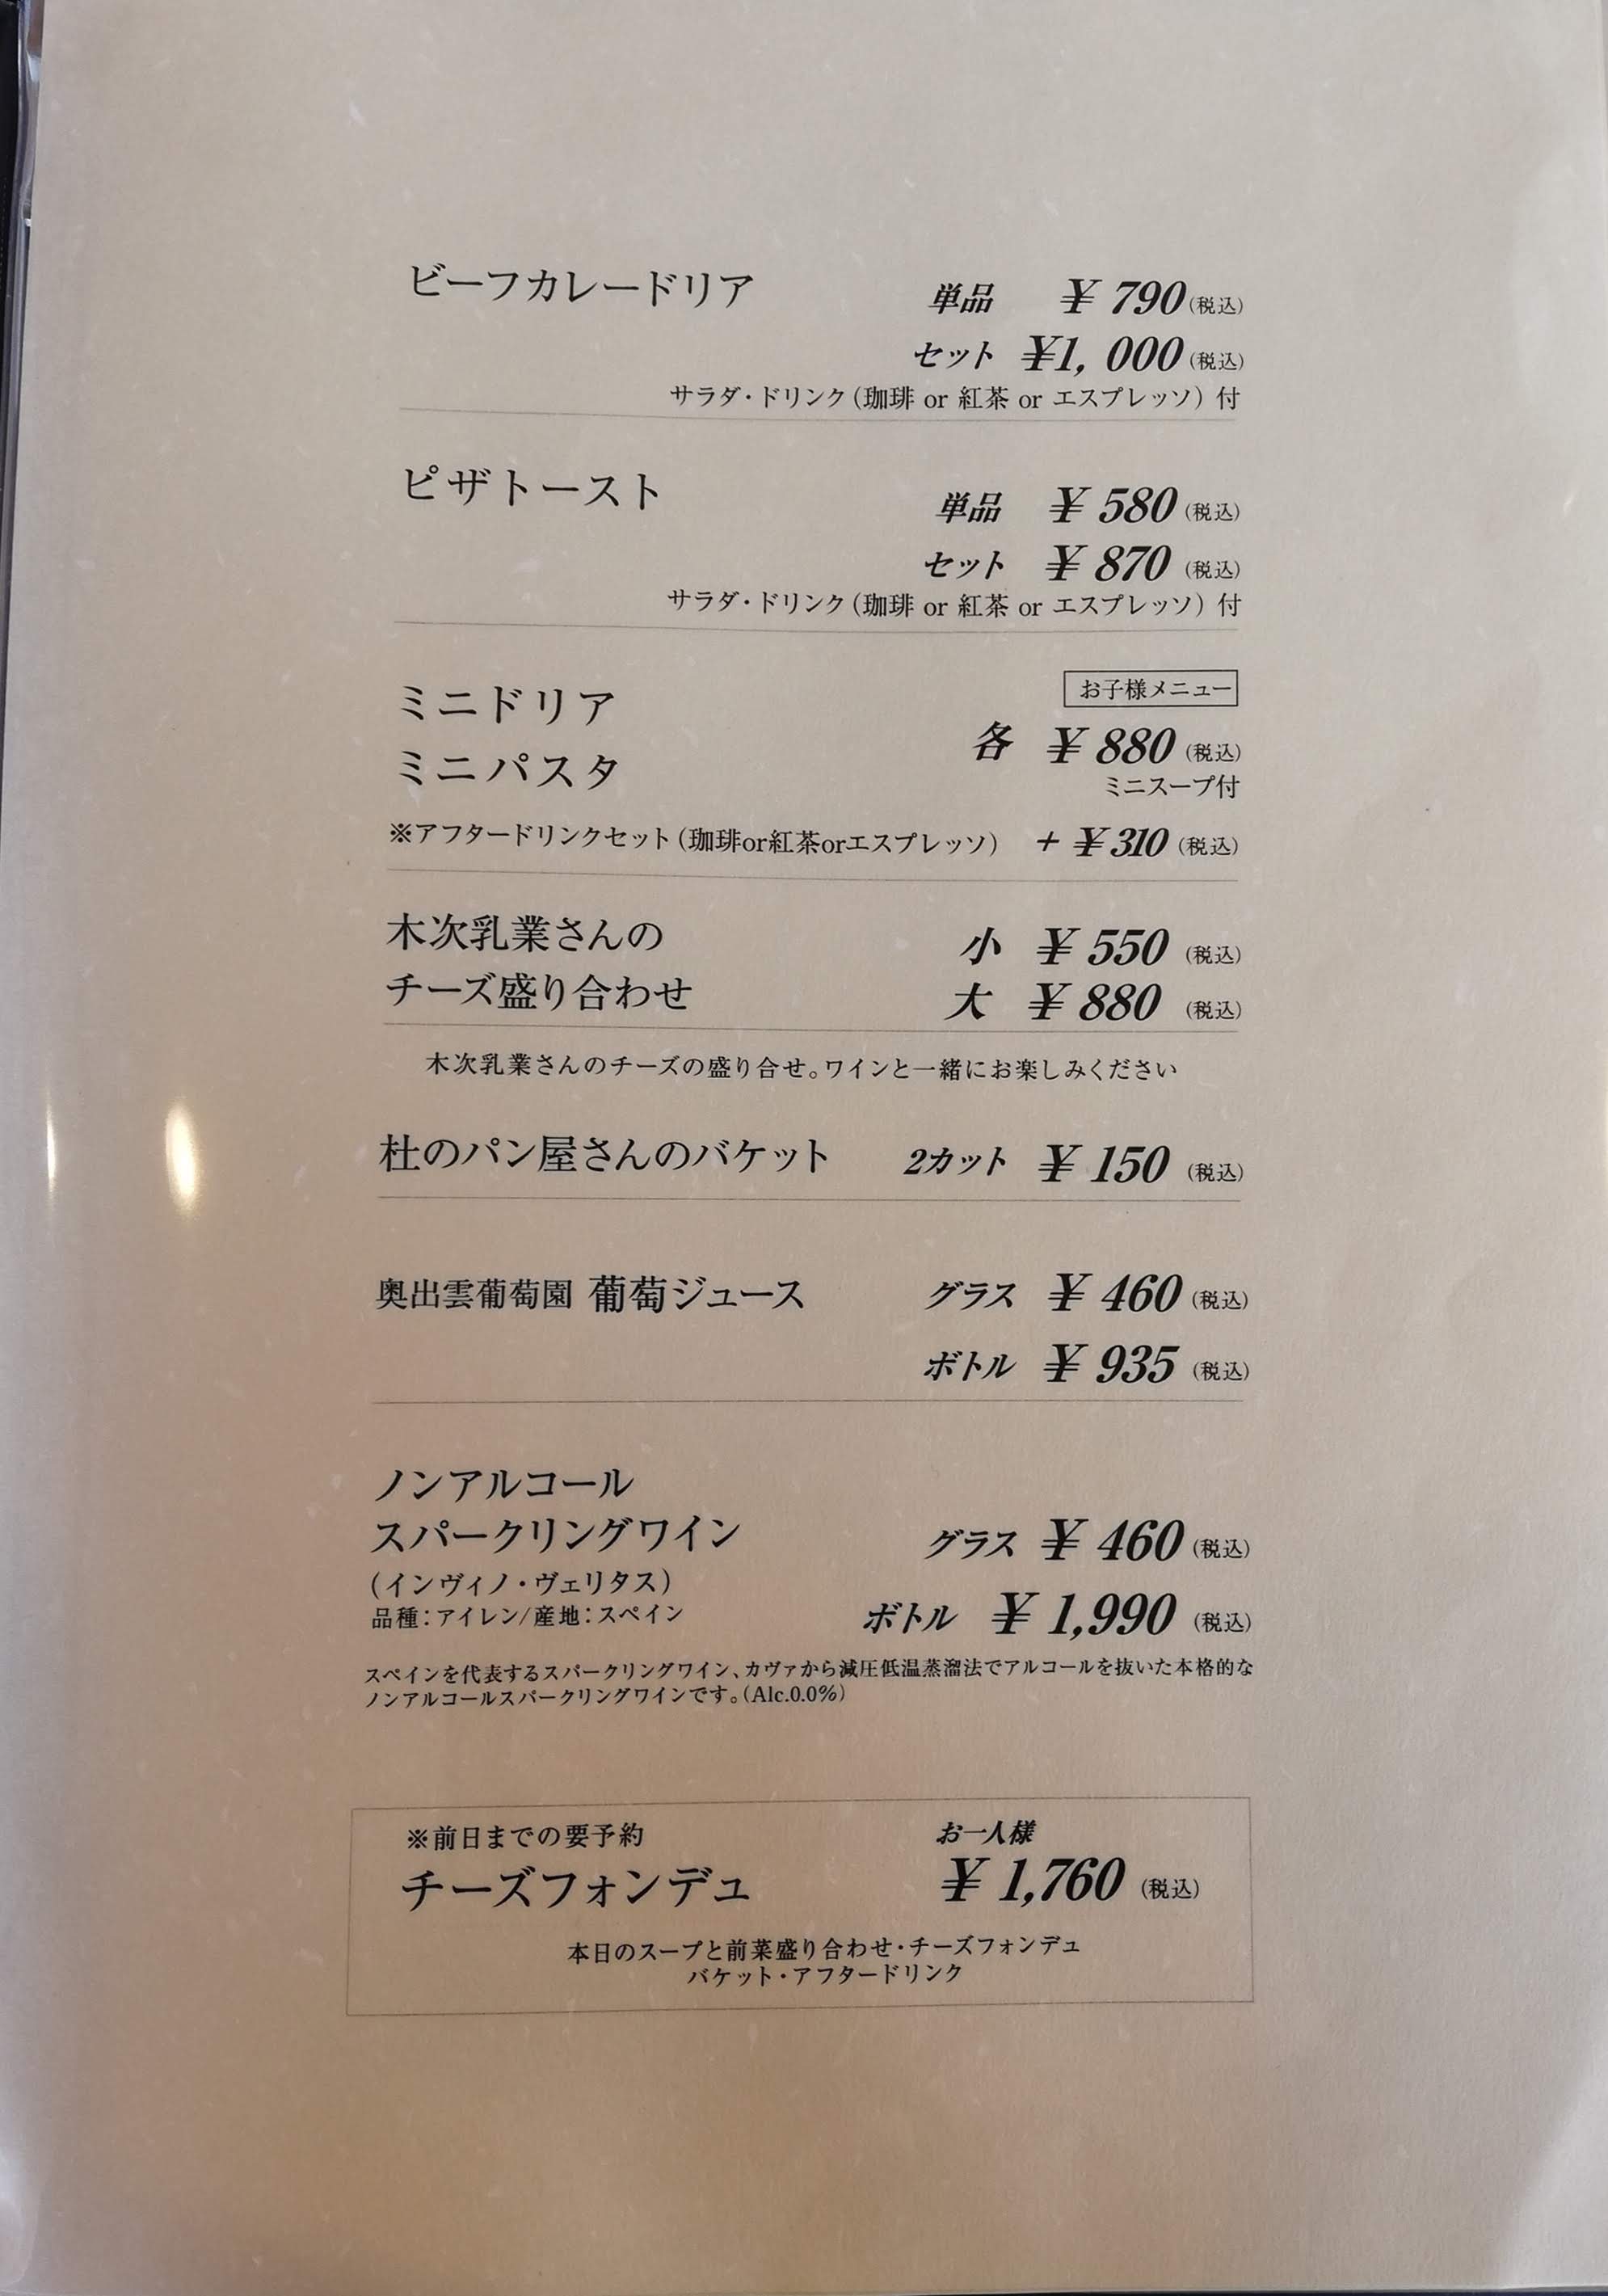 ビーフカレードリア
単品 ¥ 790(税込)
セット ¥1,000(税込)
サラダ・ドリンク(珈琲 or 紅茶 or エスプレッソ) 付
ピザトースト
単品 ¥ 580(税込)
セット ¥ 870(税込)
サラダ・ドリンク(珈琲 or 紅茶 or エスプレッソ) 付
お子様メニュー
ミニドリア
ミニパスタ
各 ¥ 880(税込)
ミニスープ付
※アフタードリンクセット(珈琲or紅茶orエスプレッソ) + ¥310(税込)
木次乳業さんの
チーズ盛り合わせ
小 ¥ 550(税込)
大 ¥ 880(税込)
木次乳業さんのチーズの盛り合せ。ワインと一緒にお楽しみください
杜のパン屋さんのバケット 2カット ¥ 150(税込)
奥出雲葡萄園 葡萄ジュース グラス ¥ 460(税込)
ボトル ¥ 935(税込)
ノンアルコール
スパークリングワイン グラス ¥ 460(税込)
(インヴィノ・ヴェリタス)
品種:アイレン/産地:スペイン ボトル ¥ 1,990(税込)
スペインを代表するスパークリングワイン、カヴァから減圧低温蒸溜法でアルコールを抜いた本格的な
ノンアルコールスパークリングワインです。(Alc.0.0%)
※前日までの要予約 お一人様
チーズフォンデュ ¥ 1,760(税込)
本日のスープと前菜盛り合わせ・チーズフォンデュ
バケット・アフタードリンク